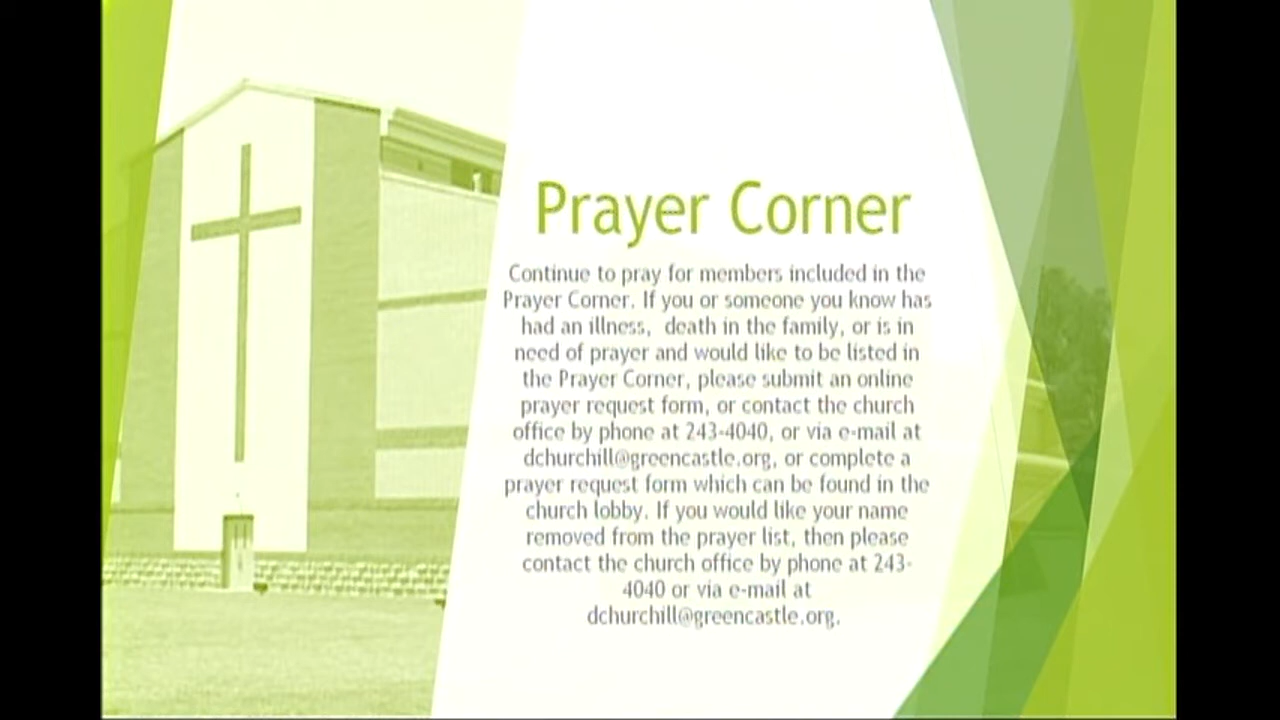 Prayer Corner
Continue to pray for members included in the
Prayer Corner. If you or someone you know has
had an illness,  death in the family, or is in
need of prayer and would like to be listed in
the Prayer Corner, please submit an online
prayer request form, or contact the church
office by phone at 243-4040, or via e-mail at
dchurchill@greencastle.org, or complete a
prayer request form which can be found in the
church lobby. If you would like your name
removed from the prayer list, then please
contact the church office by phone at 243-
4040 or via e-mail at
dchurchill@greencastle.org.